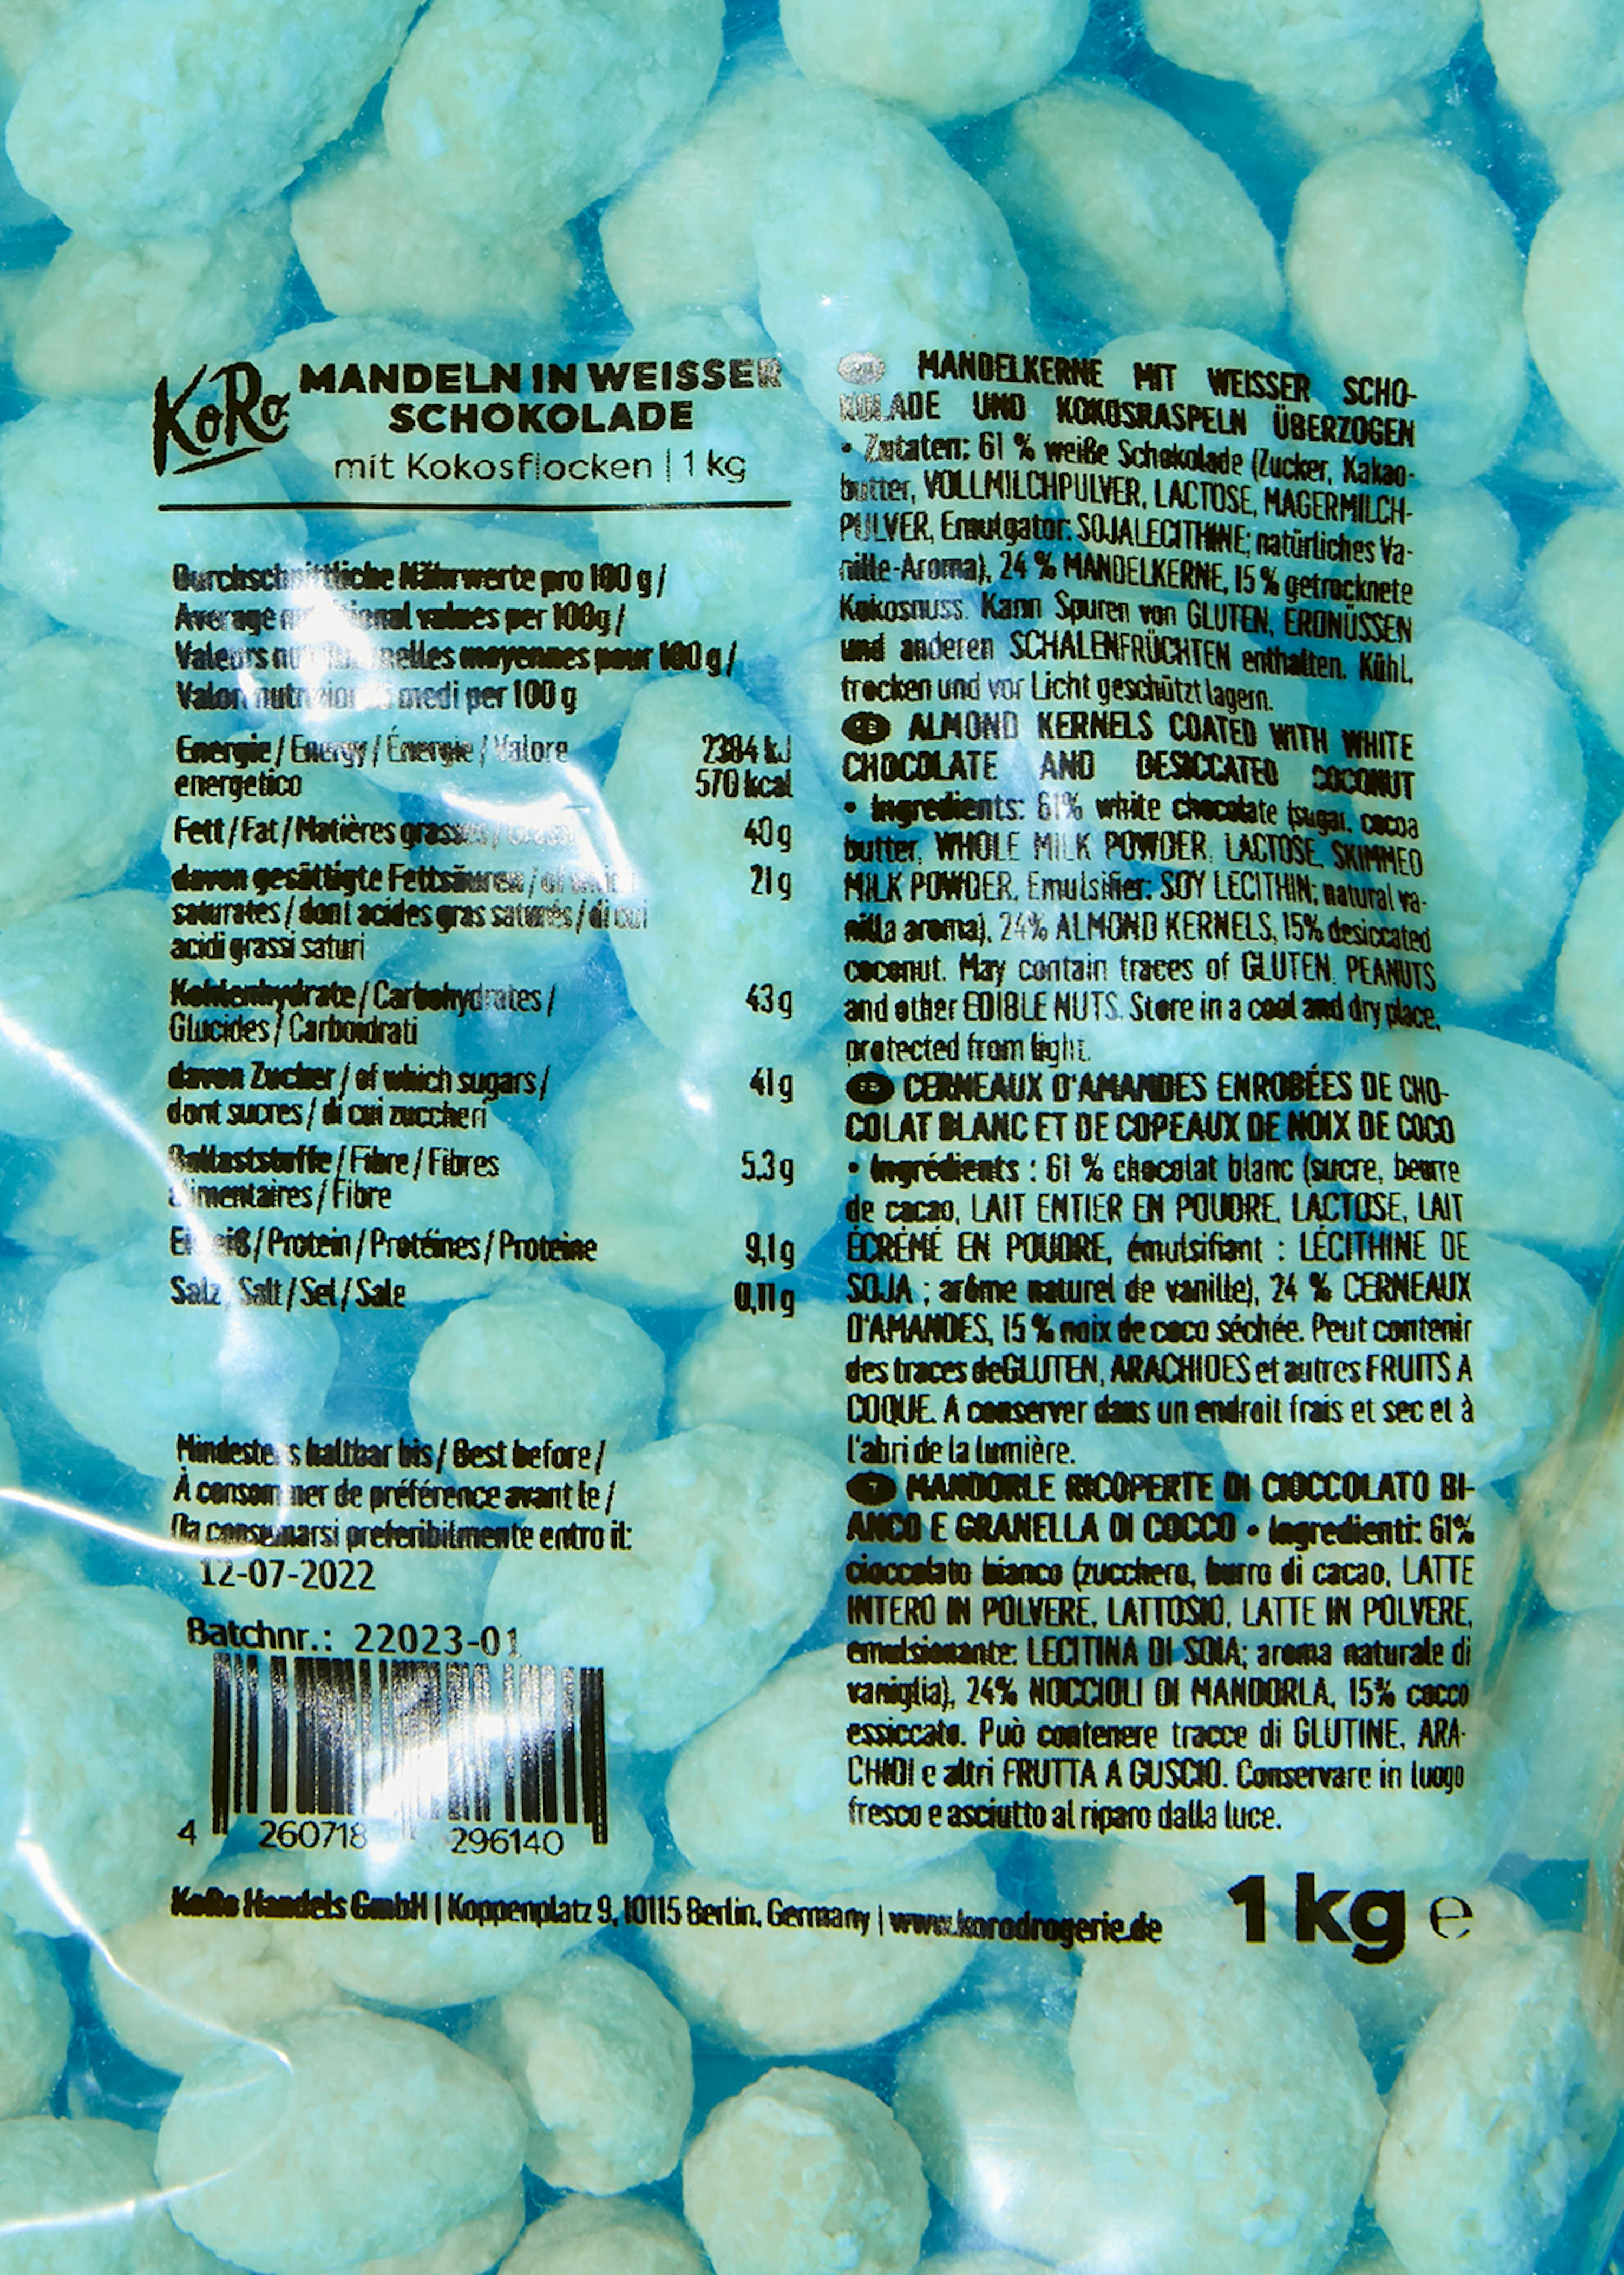 KoRo
MANDELN IN WEISSER
SCHOKOLADE
mit Kokosflocken | 1 kg
Durchschnittliche Nährwerte pro 100 g /
Average nutritional values per 100g /
Valeurs nutritionnelles moyennes pour 100 g /
Valori nutrizionali medi per 100 g
Energie / Energy / Énergie / Valore
energetico
2384 kJ
570 kcal
Fett / Fat / Matières grasses /
40 g
davon gesättigte Fettsäuren / of which
saturates / dont acides gras saturés / di cui
acidi grassi saturi
21 g
Kohlenhydrate / Carbohydrates /
Glucides / Carboidrati
43 g
davon Zucker / of which sugars /
dont sucres / di cui zuccheri
41 g
Ballaststoffe / Fibre / Fibres
alimentaires / Fibre
5,3 g
Eiweiß / Protein / Protéines / Proteine
9,1 g
Salz / Salt / Sel / Sale
0,11 g
Mindestens haltbar bis / Best before /
À consommer de préférence avant le /
Da consumarsi preferibilmente entro il:
12-07-2022
Batchnr.: 22023-01
4 260718 296140
MANDELKERNE MIT WEISSER SCHO-
KOLADE UND KOKOSRASPELN ÜBERZOGEN
• Zutaten: 61 % weiße Schokolade (Zucker, Kakao-
butter, VOLLMILCHPULVER, LACTOSE, MAGERMILCH-
PULVER, Emulgator: SOJALECITHINE; natürliches Va-
nille-Aroma), 24 % MANDELKERNE, 15 % getrocknete
Kokosnuss. Kann Spuren von GLUTEN, ERDNÜSSEN
und anderen SCHALENFRÜCHTEN enthalten. Kühl,
trocken und vor Licht geschützt lagern.
ALMOND KERNELS COATED WITH WHITE
CHOCOLATE AND DESICCATED COCONUT
• Ingredients: 61% white chocolate (sugar, cocoa
butter, WHOLE MILK POWDER, LACTOSE, SKIMMED
MILK POWDER, Emulsifier: SOY LECITHIN; natural va-
nilla aroma), 24% ALMOND KERNELS, 15% desiccated
coconut. May contain traces of GLUTEN, PEANUTS
and other EDIBLE NUTS. Store in a cool and dry place,
protected from light.
CERNEAUX D'AMANDES ENROBÉES DE CHO-
COLAT BLANC ET DE COPEAUX DE NOIX DE COCO
• Ingrédients : 61 % chocolat blanc (sucre, beurre
de cacao, LAIT ENTIER EN POUDRE, LACTOSE, LAIT
ÉCRÉMÉ EN POUDRE, émulsifiant : LÉCITHINE DE
SOJA ; arôme naturel de vanille), 24 % CERNEAUX
D'AMANDES, 15 % noix de coco séchée. Peut contenir
des traces deGLUTEN, ARACHIDES et autres FRUITS A
COQUE. A conserver dans un endroit frais et sec et à
l'abri de la lumière.
MANDORLE RICOPERTE DI CIOCCOLATO BI-
ANCO E GRANELLA DI COCCO • Ingredienti: 61%
cioccolato bianco (zucchero, burro di cacao, LATTE
INTERO IN POLVERE, LATTOSIO, LATTE IN POLVERE,
emulsionante: LECITINA DI SOIA; aroma naturale di
vaniglia), 24% NOCCIOLI DI MANDORLA, 15% cocco
essiccato. Può contenere tracce di GLUTINE, ARA-
CHIDI e altri FRUTTA A GUSCIO. Conservare in luogo
fresco e asciutto al riparo dalla luce.
KoRo Handels GmbH | Koppenplatz 9, 10115 Berlin, Germany | www.korodrogerie.de
1 kg ℮